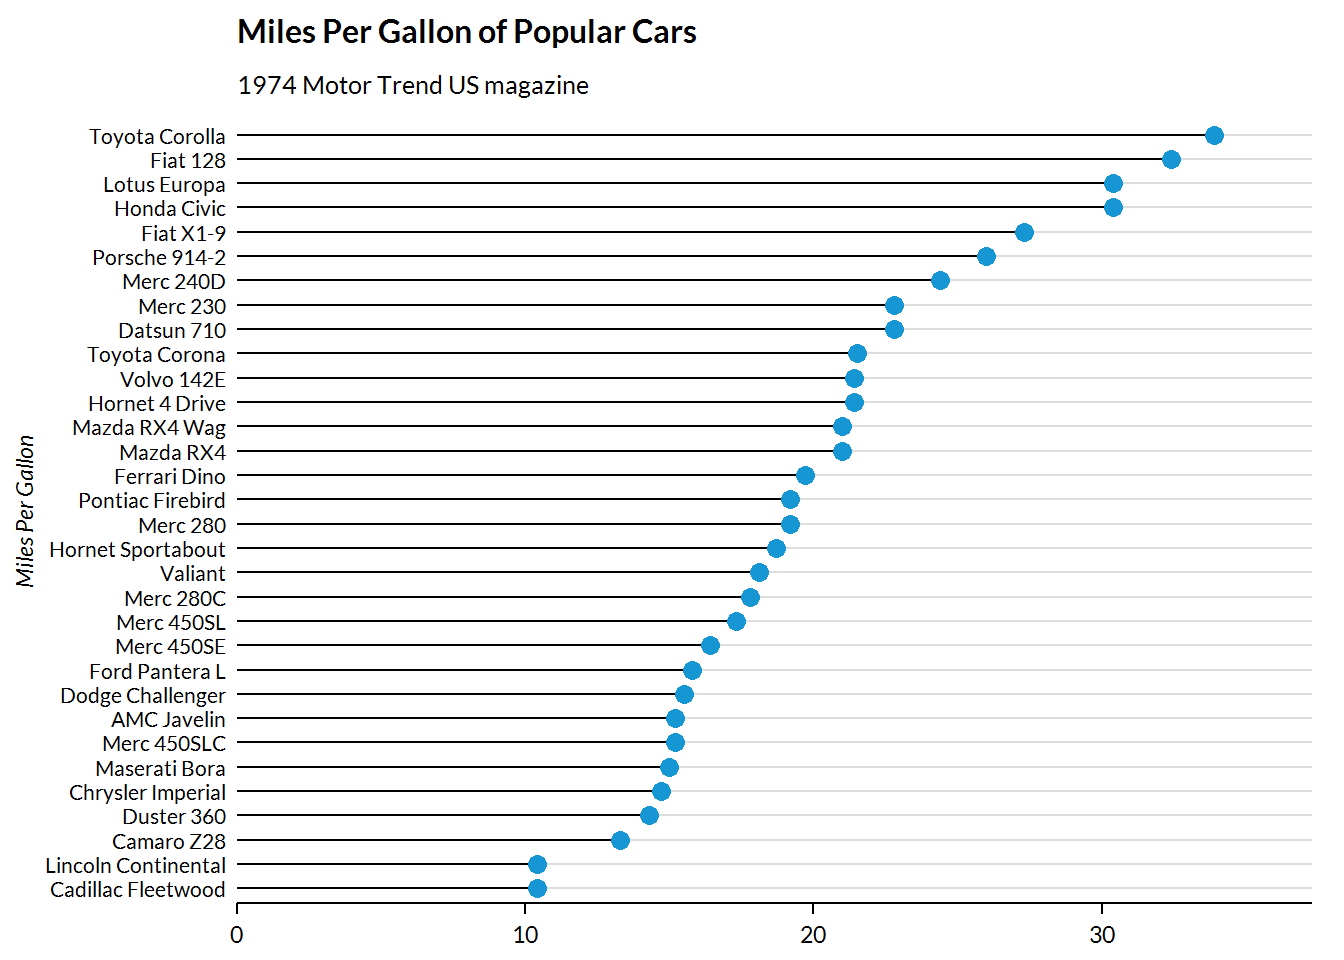 Miles Per Gallon of Popular Cars
1974 Motor Trend US magazine
Toyota Corolla
Fiat 128
Lotus Europa
Honda Civic
Fiat X1-9
Porsche 914-2
Merc 240D
Merc 230
Datsun 710
Toyota Corona
Volvo 142E
Hornet 4 Drive
Mazda RX4 Wag
Mazda RX4
Ferrari Dino
Pontiac Firebird
Merc 280
Hornet Sportabout
Valiant
Merc 280C
Merc 450SL
Merc 450SE
Ford Pantera L
Dodge Challenger
AMC Javelin
Merc 450SLC
Maserati Bora
Chrysler Imperial
Duster 360
Camaro Z28
Lincoln Continental
Cadillac Fleetwood
Miles Per Gallon
0 10 20 30